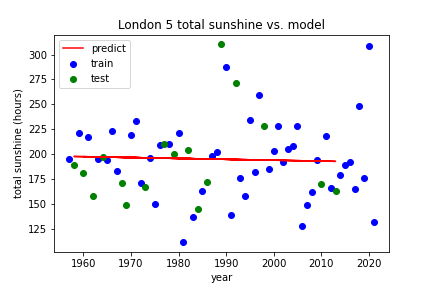 London 5 total sunshine vs. model
predict
train
test
total sunshine (hours)
300
275
250
225
200
175
150
125
1960
1970
1980
1990
2000
2010
2020
year